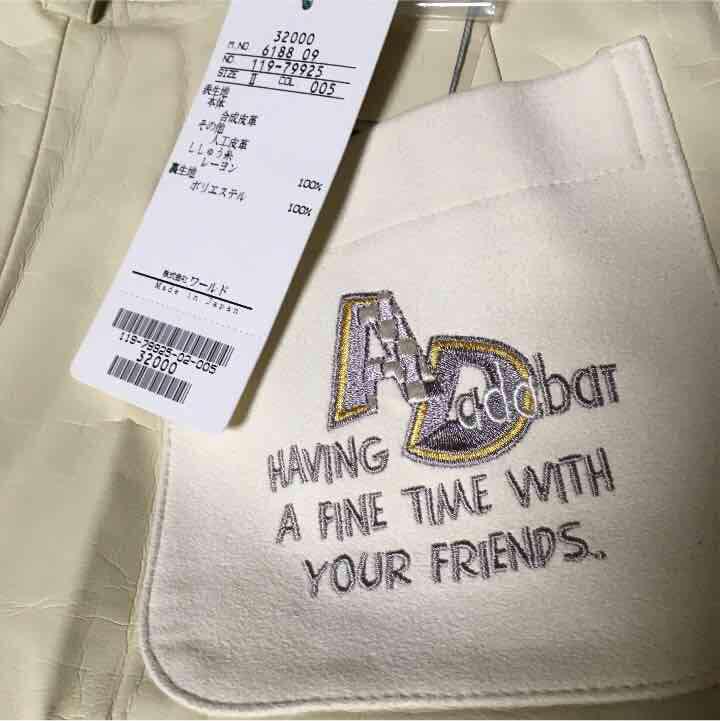 32000
M.NO 6188 09
NO. 119-79925
SIZE II COL 005
表生地
本体
合成皮革
その他
人工皮革
ししゅう糸
レーヨン
100%
裏生地
ポリエステル
100%
株式会社 ワールド
Made in Japan
119-79925-02-005
32000
AD
addbat
HAVING
A FINE TIME WITH
YOUR FRIENDS..